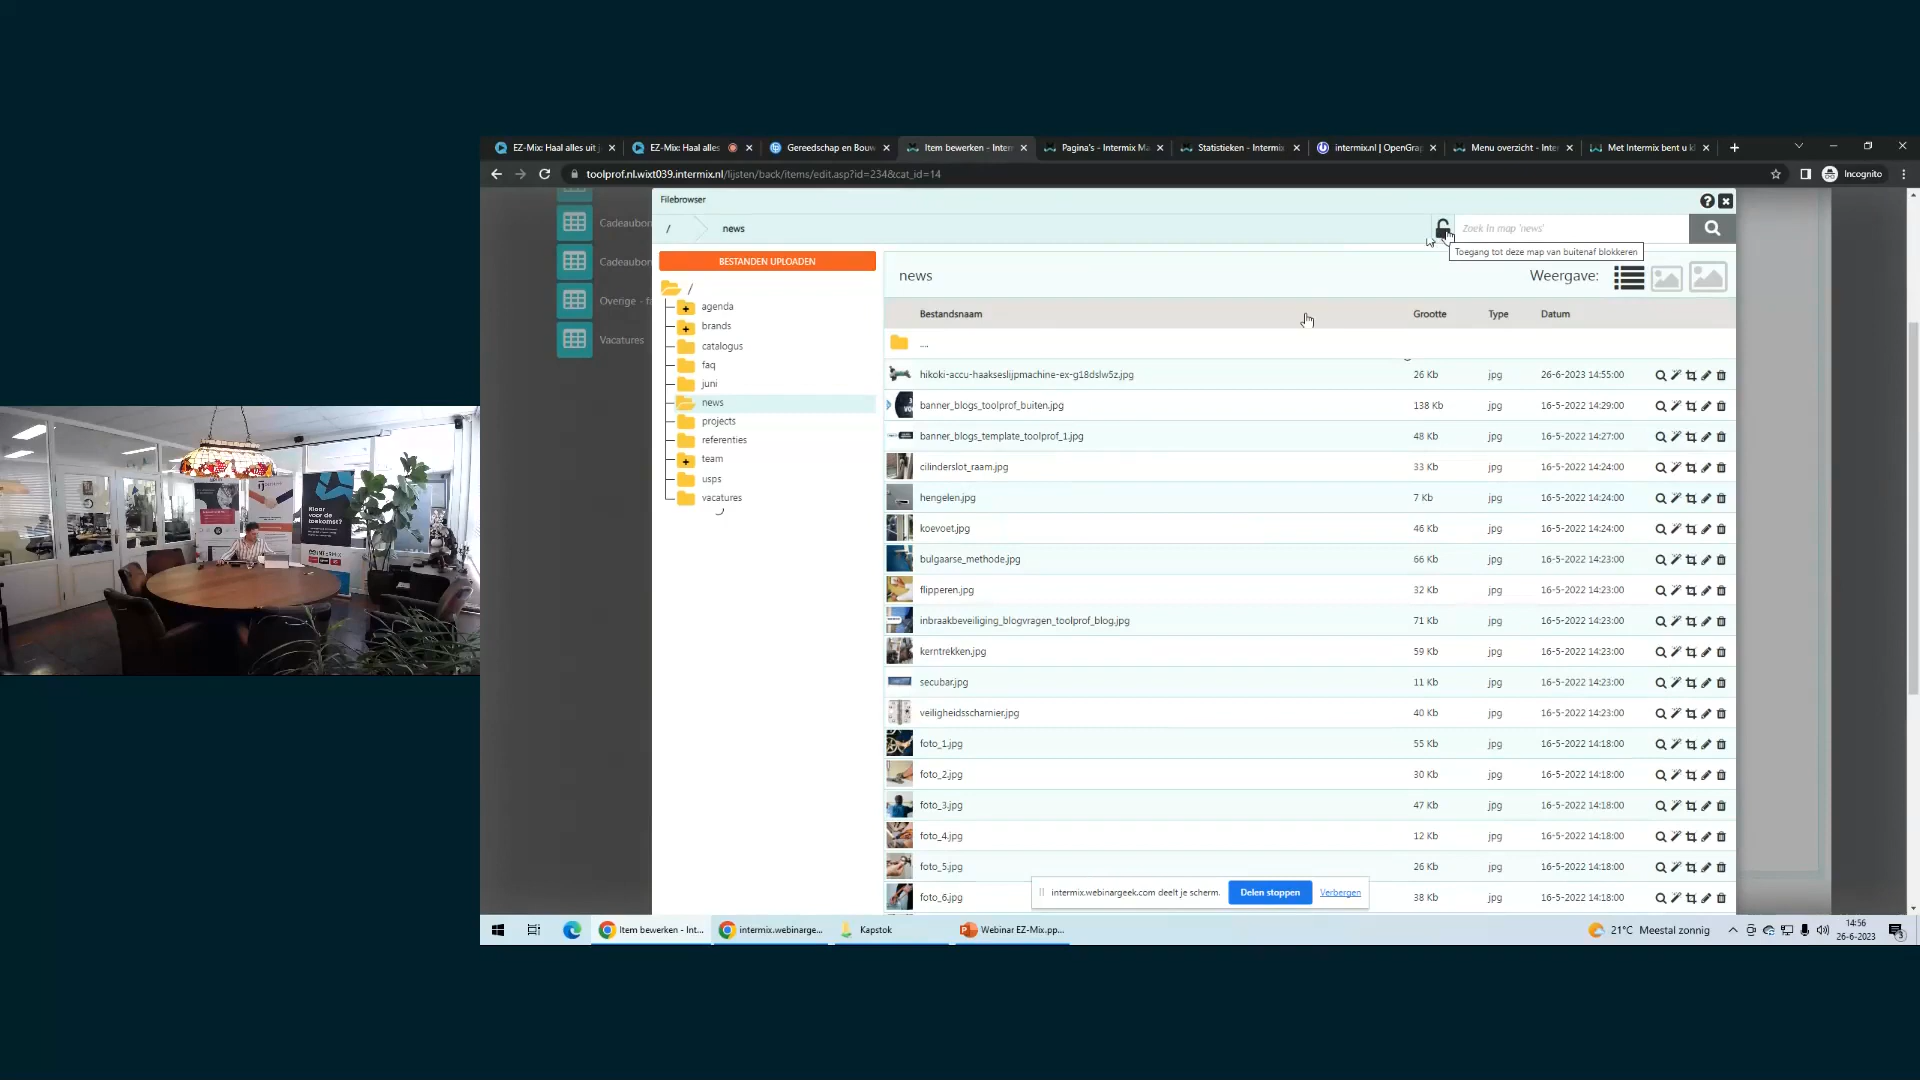 EZ-Mix: Haal alles uit j
EZ-Mix: Haal alles
Gereedschap en Bouw
Item bewerken - Inter
Pagina's - Intermix Ma
Statistieken - Intermix
intermix.nl | OpenGra
Menu overzicht - Inte
Met Intermix bent u kl
toolprof.nl.wixt039.intermix.nl/lijsten/back/items/edit.asp?id=234&cat_id=14
Incognito
Cadeaubon
Cadeaubon
Overige - fa
Vacatures
Filebrowser
/
news
Zoek in map 'news'
Toegang tot deze map van buitenaf blokkeren
BESTANDEN UPLOADEN
/
agenda
brands
catalogus
faq
juni
news
projects
referenties
team
usps
vacatures
news
Weergave:
Bestandsnaam Grootte Type Datum
....
hikoki-accu-haakseslijpmachine-ex-g18dslw5z.jpg 26 Kb jpg 26-6-2023 14:55:00
banner_blogs_toolprof_buiten.jpg 138 Kb jpg 16-5-2022 14:29:00
banner_blogs_template_toolprof_1.jpg 48 Kb jpg 16-5-2022 14:27:00
cilinderslot_raam.jpg 33 Kb jpg 16-5-2022 14:24:00
hengelen.jpg 7 Kb jpg 16-5-2022 14:24:00
koevoet.jpg 46 Kb jpg 16-5-2022 14:24:00
bulgaarse_methode.jpg 66 Kb jpg 16-5-2022 14:23:00
flipperen.jpg 32 Kb jpg 16-5-2022 14:23:00
inbraakbeveiliging_blogvragen_toolprof_blog.jpg 71 Kb jpg 16-5-2022 14:23:00
kerntrekken.jpg 59 Kb jpg 16-5-2022 14:23:00
secubar.jpg 11 Kb jpg 16-5-2022 14:23:00
veiligheidsscharnier.jpg 40 Kb jpg 16-5-2022 14:23:00
foto_1.jpg 55 Kb jpg 16-5-2022 14:18:00
foto_2.jpg 30 Kb jpg 16-5-2022 14:18:00
foto_3.jpg 47 Kb jpg 16-5-2022 14:18:00
foto_4.jpg 12 Kb jpg 16-5-2022 14:18:00
foto_5.jpg 26 Kb jpg 16-5-2022 14:18:00
foto_6.jpg 38 Kb jpg 16-5-2022 14:18:00
intermix.webinargeek.com deelt je scherm.
Delen stoppen
Verbergen
Item bewerken - Int...
intermix.webinarge...
Kapstok
Webinar EZ-Mix.pp...
21°C Meestal zonnig
14:56
26-6-2023
3
Klaar
voor de
toekomst?
INTERMIX